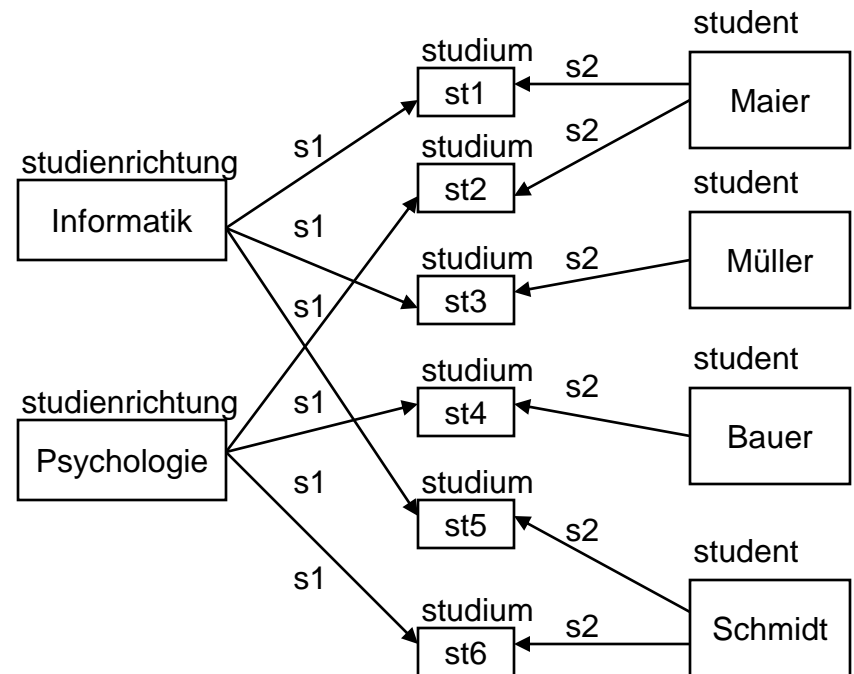 student
studium
s2
st1
Maier
s2
s1
studienrichtung
studium
st2
student
Informatik
s1
studium
s2
Müller
st3
s1
student
studium
studienrichtung
s1
s2
st4
Bauer
Psychologie
s1
studium
st5
s2
student
s1
studium
s2
Schmidt
st6